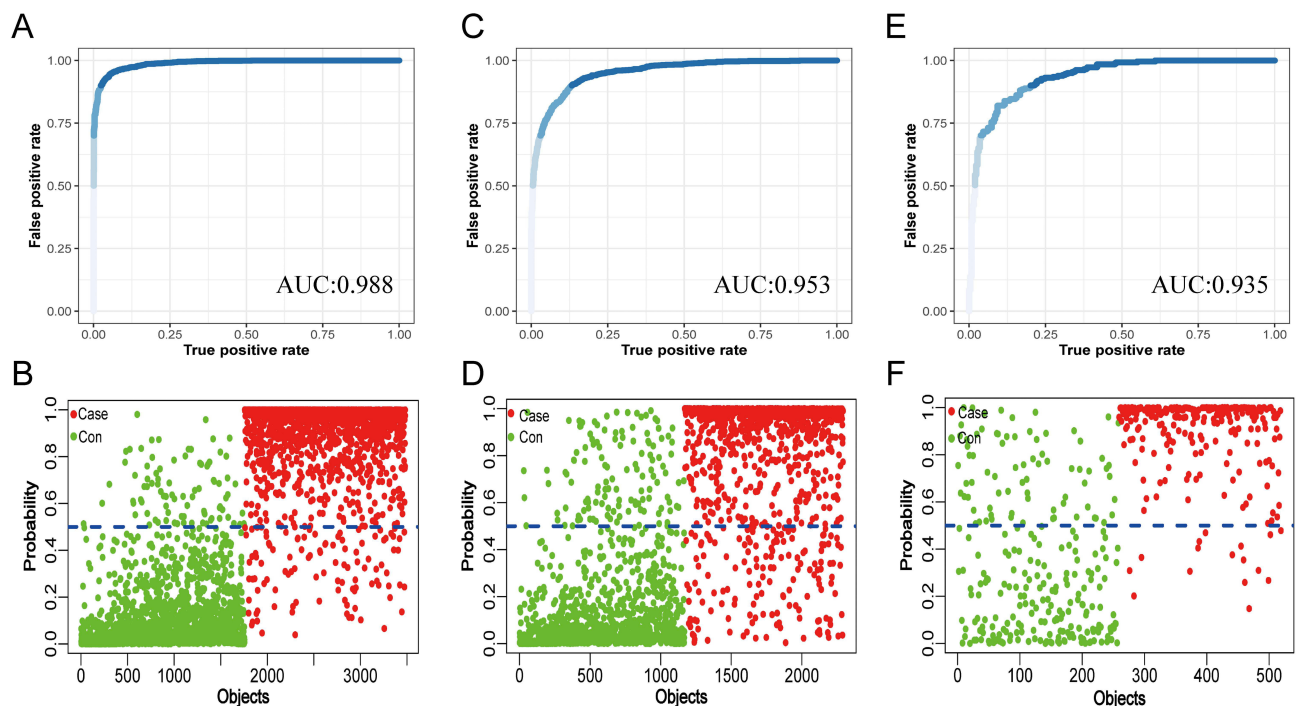 A
1.00
0.75
0.50
0.25
0.00
False positive rate
AUC:0.988
0.00 0.25 0.50 0.75 1.00
True positive rate
C
1.00
0.75
0.50
0.25
0.00
False positive rate
AUC:0.953
0.00 0.25 0.50 0.75 1.00
True positive rate
E
1.00
0.75
0.50
0.25
0.00
False positive rate
AUC:0.935
0.00 0.25 0.50 0.75 1.00
True positive rate
B
Case
Con
1.0
0.8
0.6
0.4
0.2
0.0
Probability
0 500 1000 2000 3000
Objects
D
Case
Con
1.0
0.8
0.6
0.4
0.2
0.0
Probability
0 500 1000 1500 2000
Objects
F
Case
Con
1.0
0.8
0.6
0.4
0.2
0.0
Probability
0 100 200 300 400 500
Objects